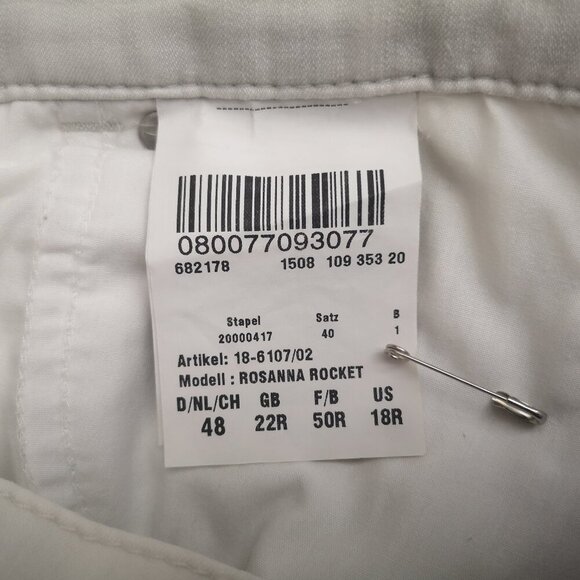 080077093077
682178 1508 109 353 20
Stapel Satz B
20000417 40 1
Artikel: 18-6107/02
Modell : ROSANNA ROCKET
D/NL/CH GB F/B US
48 22R 50R 18R